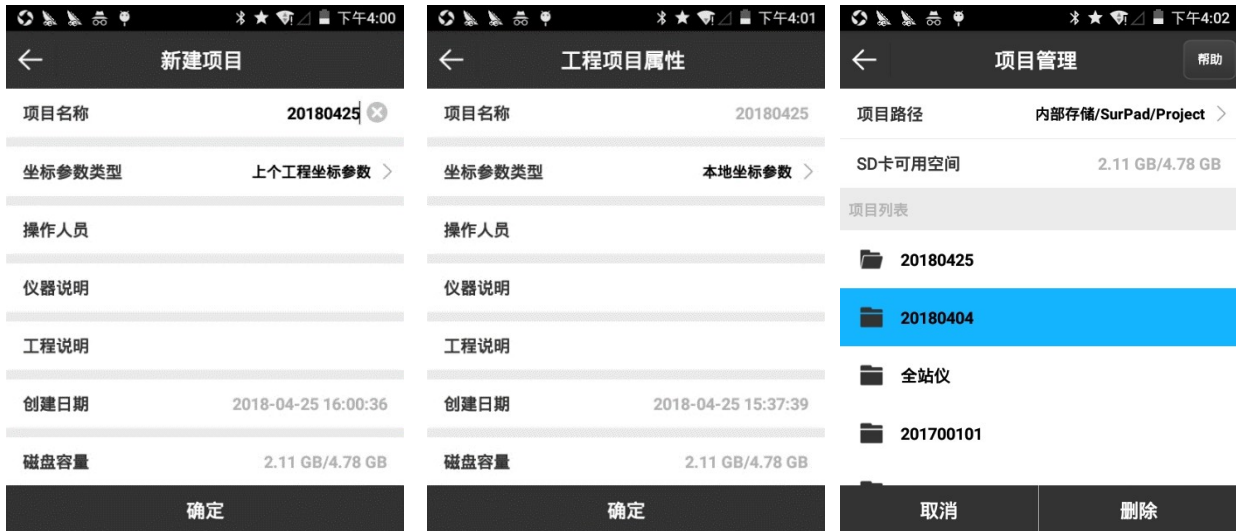 下午4:00
新建项目
项目名称 20180425
坐标参数类型 上个工程坐标参数
操作人员
仪器说明
工程说明
创建日期 2018-04-25 16:00:36
磁盘容量 2.11 GB/4.78 GB
确定
下午4:01
工程项目属性
项目名称 20180425
坐标参数类型 本地坐标参数
操作人员
仪器说明
工程说明
创建日期 2018-04-25 15:37:39
磁盘容量 2.11 GB/4.78 GB
确定
下午4:02
项目管理 帮助
项目路径 内部存储/SurPad/Project
SD卡可用空间 2.11 GB/4.78 GB
项目列表
20180425
20180404
全站仪
201700101
取消 删除